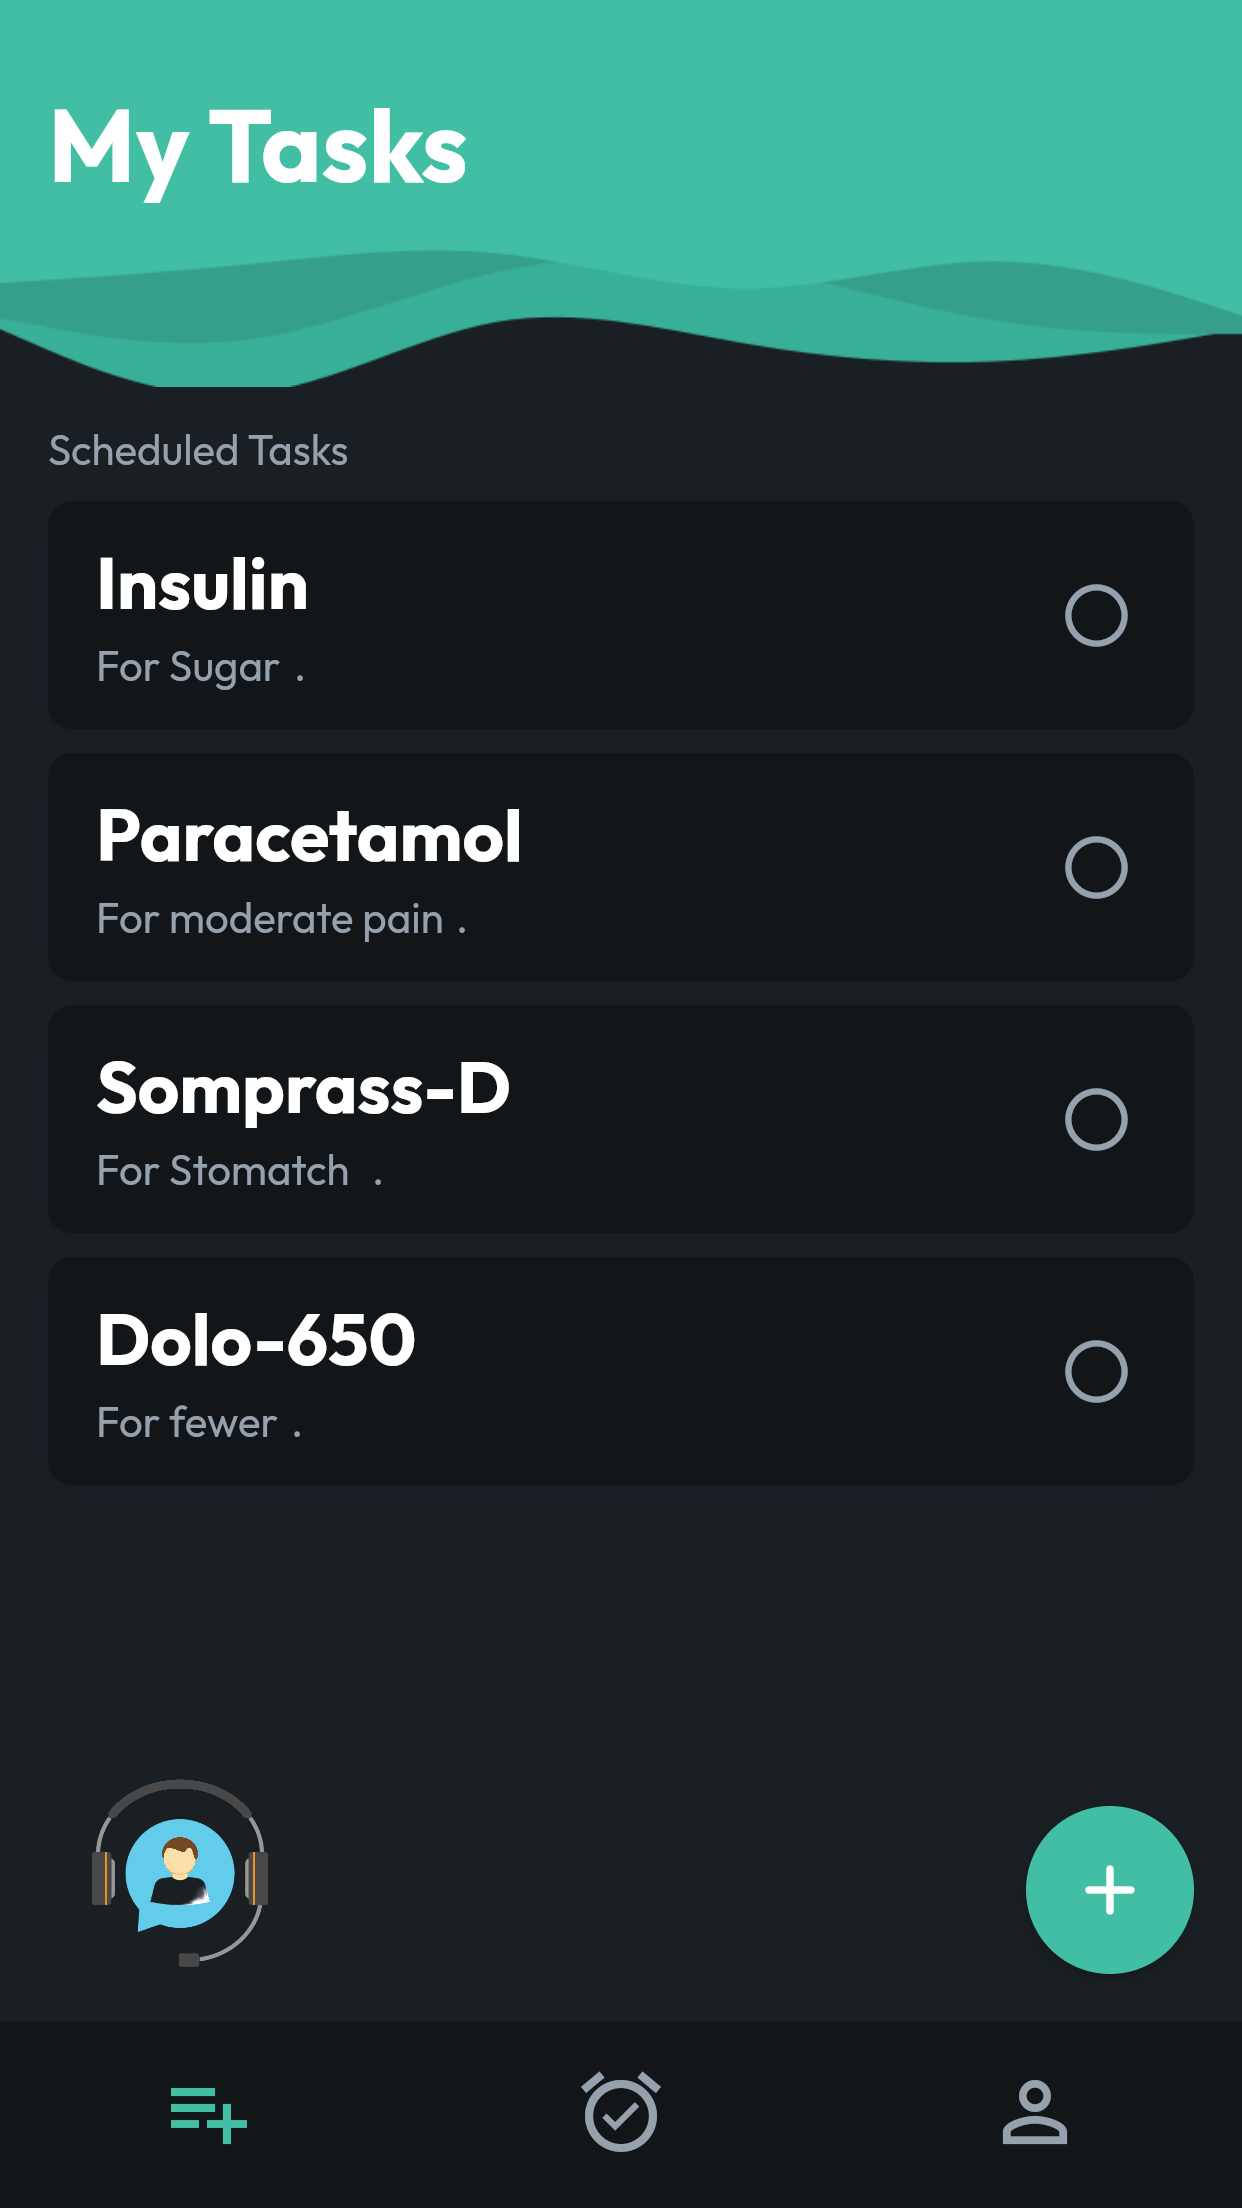 My Tasks
Scheduled Tasks
Insulin
For Sugar .
Paracetamol
For moderate pain .
Somprass-D
For Stomatch .
Dolo-650
For fewer .